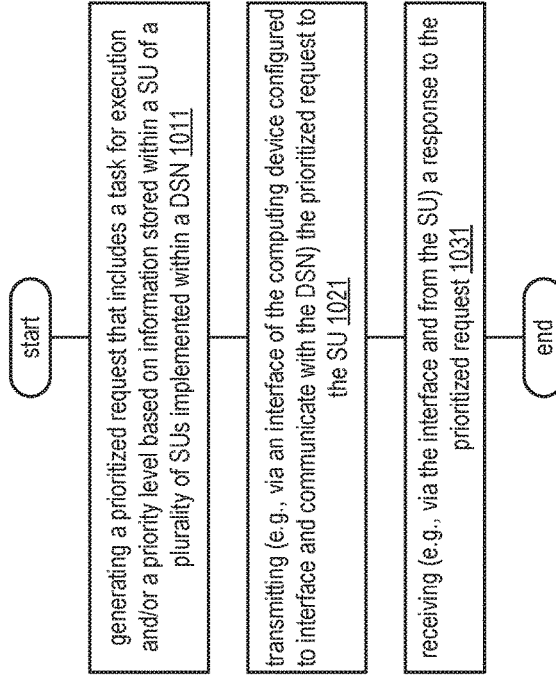 start
generating a prioritized request that includes a task for execution
and/or a priority level based on information stored within a SU of a
plurality of SUs implemented within a DSN 1011
transmitting (e.g., via an interface of the computing device configured
to interface and communicate with the DSN) the prioritized request to
the SU 1021
receiving (e.g., via the interface and from the SU) a response to the
prioritized request 1031
end